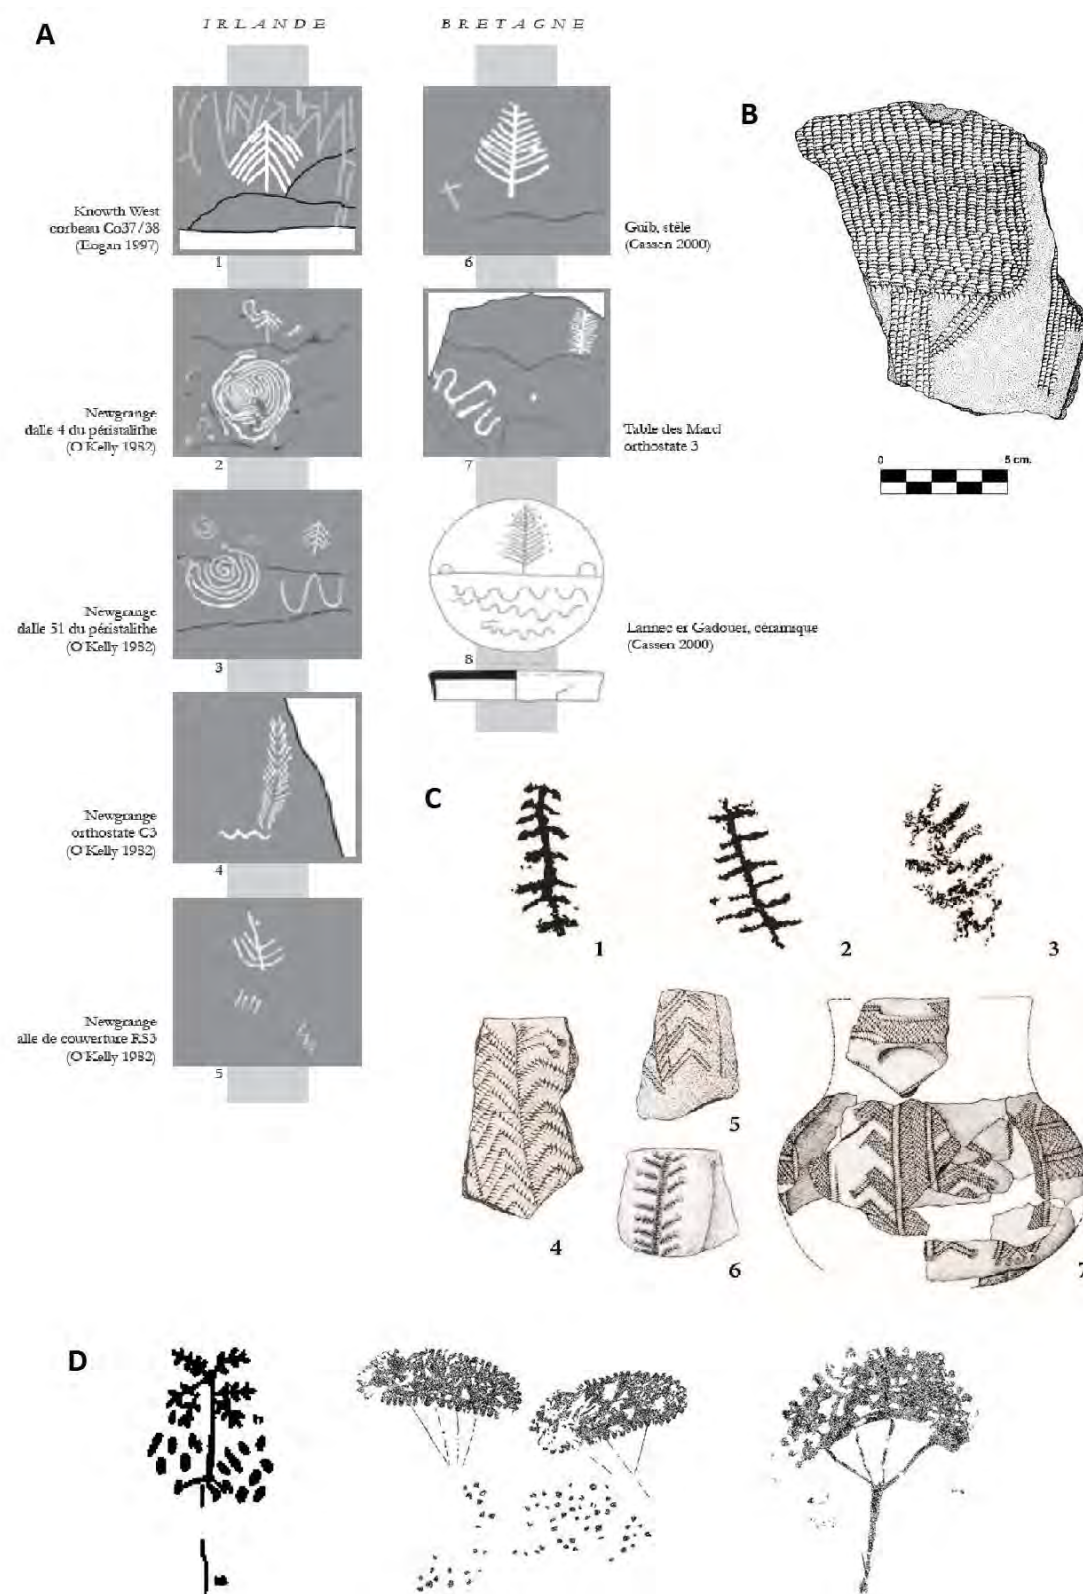 A
IRLANDE
BRETAGNE
Knowth West
corbeau Co37/38
(Eogan 1997)
1
Newgrange
dalle 4 du péristalithe
(O'Kelly 1982)
2
Newgrange
dalle 51 du péristalithe
(O'Kelly 1982)
3
Newgrange
orthostate C3
(O'Kelly 1982)
4
Newgrange
alle de couverture RS3
(O'Kelly 1982)
5
6
Guib, stèle
(Cassen 2000)
7
Table des Marcl
orthostate 3
8
Lannec er Gadouer, céramique
(Cassen 2000)
B
0
5 cm.
C
1
2
3
4
5
6
7
D